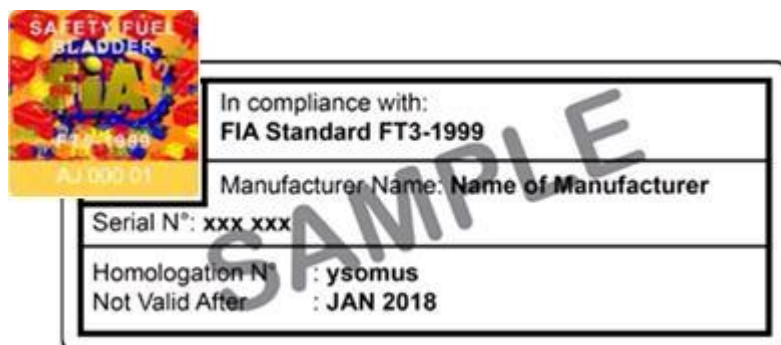 SAFETY FUEL
BLADDER
FiA
FT3-1999
AJ 000 01
In compliance with:
FIA Standard FT3-1999
Manufacturer Name: Name of Manufacturer
Serial N°: xxx xxx
Homologation N° : ysomus
Not Valid After : JAN 2018
SAMPLE